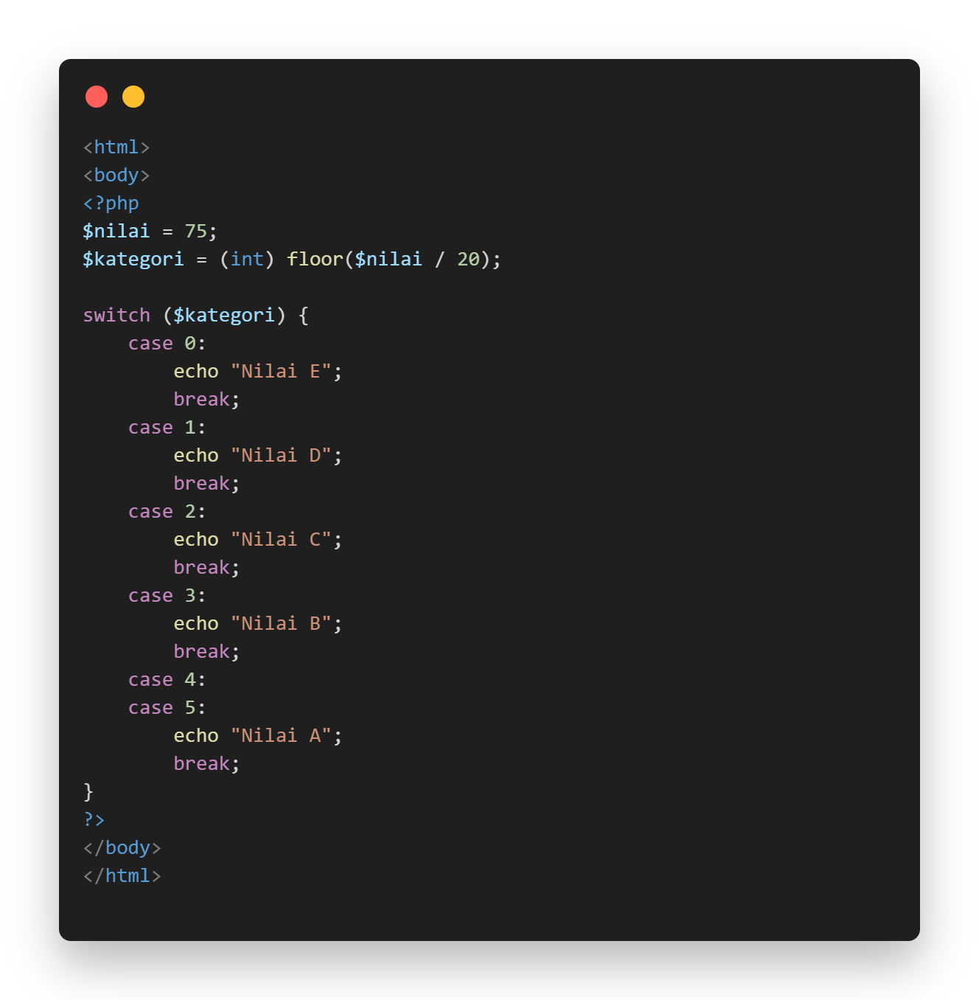 <html>
<body>
<?php
$nilai = 75;
$kategori = (int) floor($nilai / 20);

switch ($kategori) {
    case 0:
        echo "Nilai E";
        break;
    case 1:
        echo "Nilai D";
        break;
    case 2:
        echo "Nilai C";
        break;
    case 3:
        echo "Nilai B";
        break;
    case 4:
    case 5:
        echo "Nilai A";
        break;
}
?>
</body>
</html>